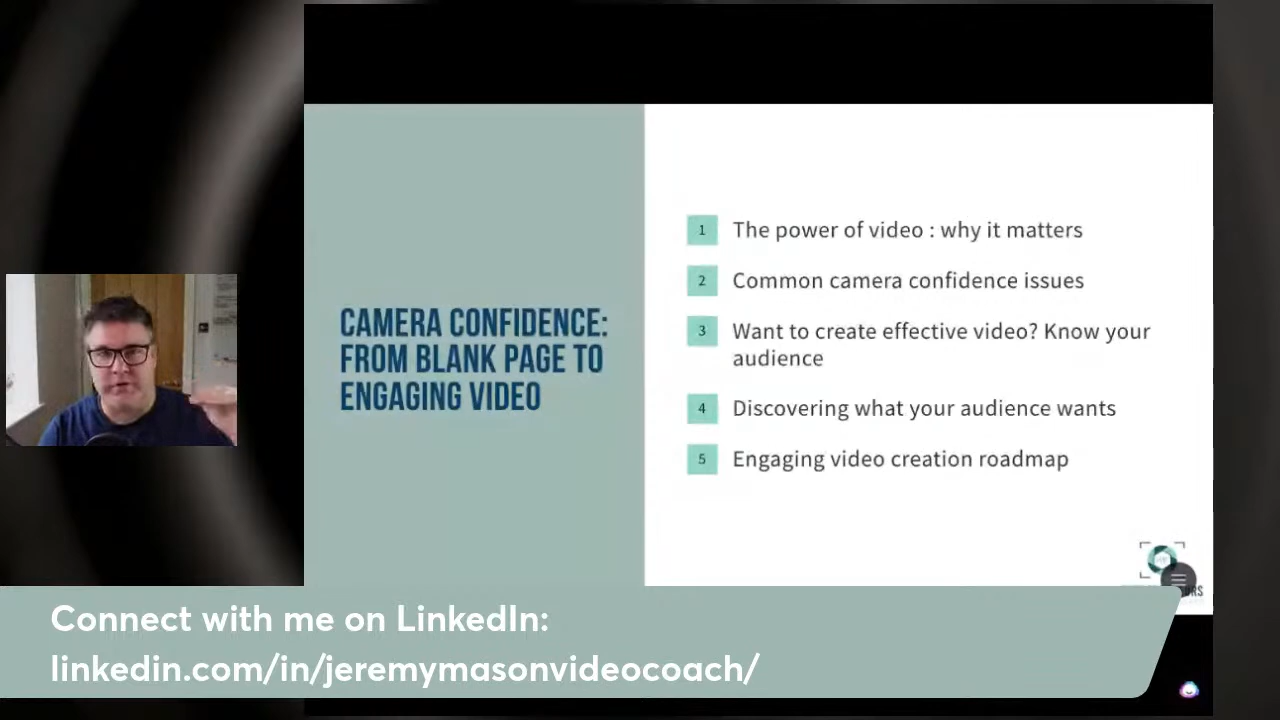 CAMERA CONFIDENCE:
FROM BLANK PAGE TO
ENGAGING VIDEO
1 The power of video : why it matters
2 Common camera confidence issues
3 Want to create effective video? Know your
audience
4 Discovering what your audience wants
5 Engaging video creation roadmap
Connect with me on LinkedIn:
linkedin.com/in/jeremymasonvideocoach/